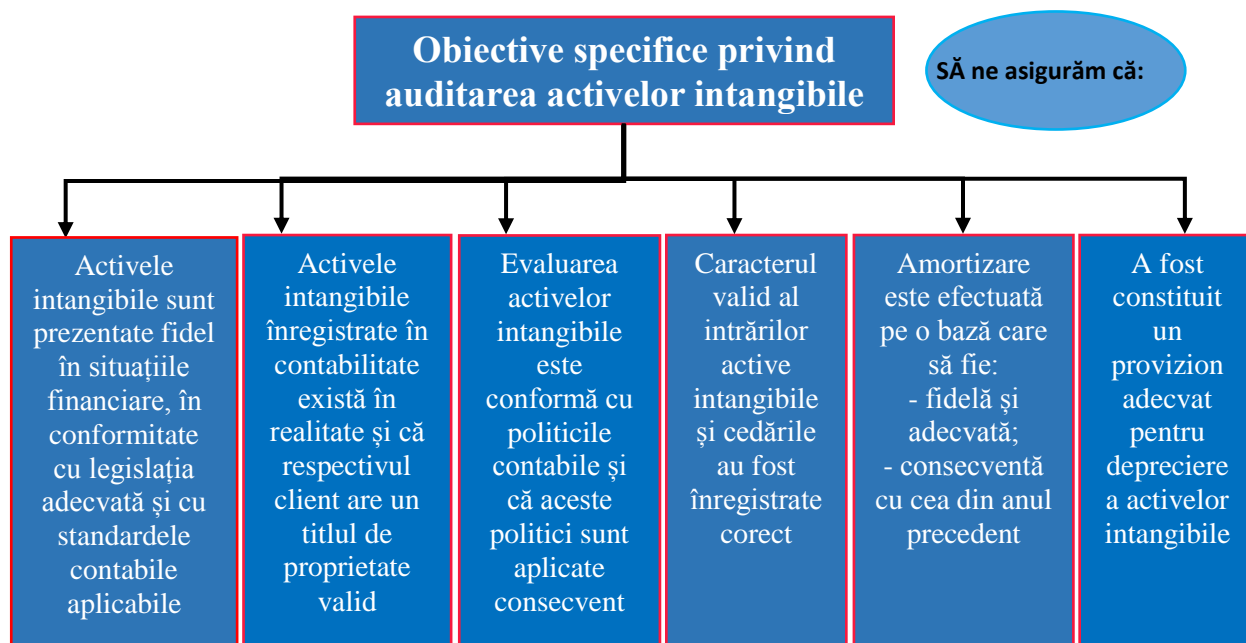 Obiective specifice privind
auditarea activelor intangibile
SĂ ne asigurăm că:
Activele
intangibile sunt
prezentate fidel
în situațiile
financiare, în
conformitate
cu legislația
adecvată și cu
standardele
contabile
aplicabile
Activele
intangibile
înregistrate în
contabilitate
există în
realitate și că
respectivul
client are un
titlul de
proprietate
valid
Evaluarea
activelor
intangibile
este
conformă cu
politicile
contabile și
că aceste
politici sunt
aplicate
consecvent
Caracterul
valid al
intrărilor
active
intangibile
și cedările
au fost
înregistrate
corect
Amortizare
este efectuată
pe o bază care
să fie:
- fidelă și
adecvată;
- consecventă
cu cea din anul
precedent
A fost
constituit
un
provizion
adecvat
pentru
depreciere
a activelor
intangibile